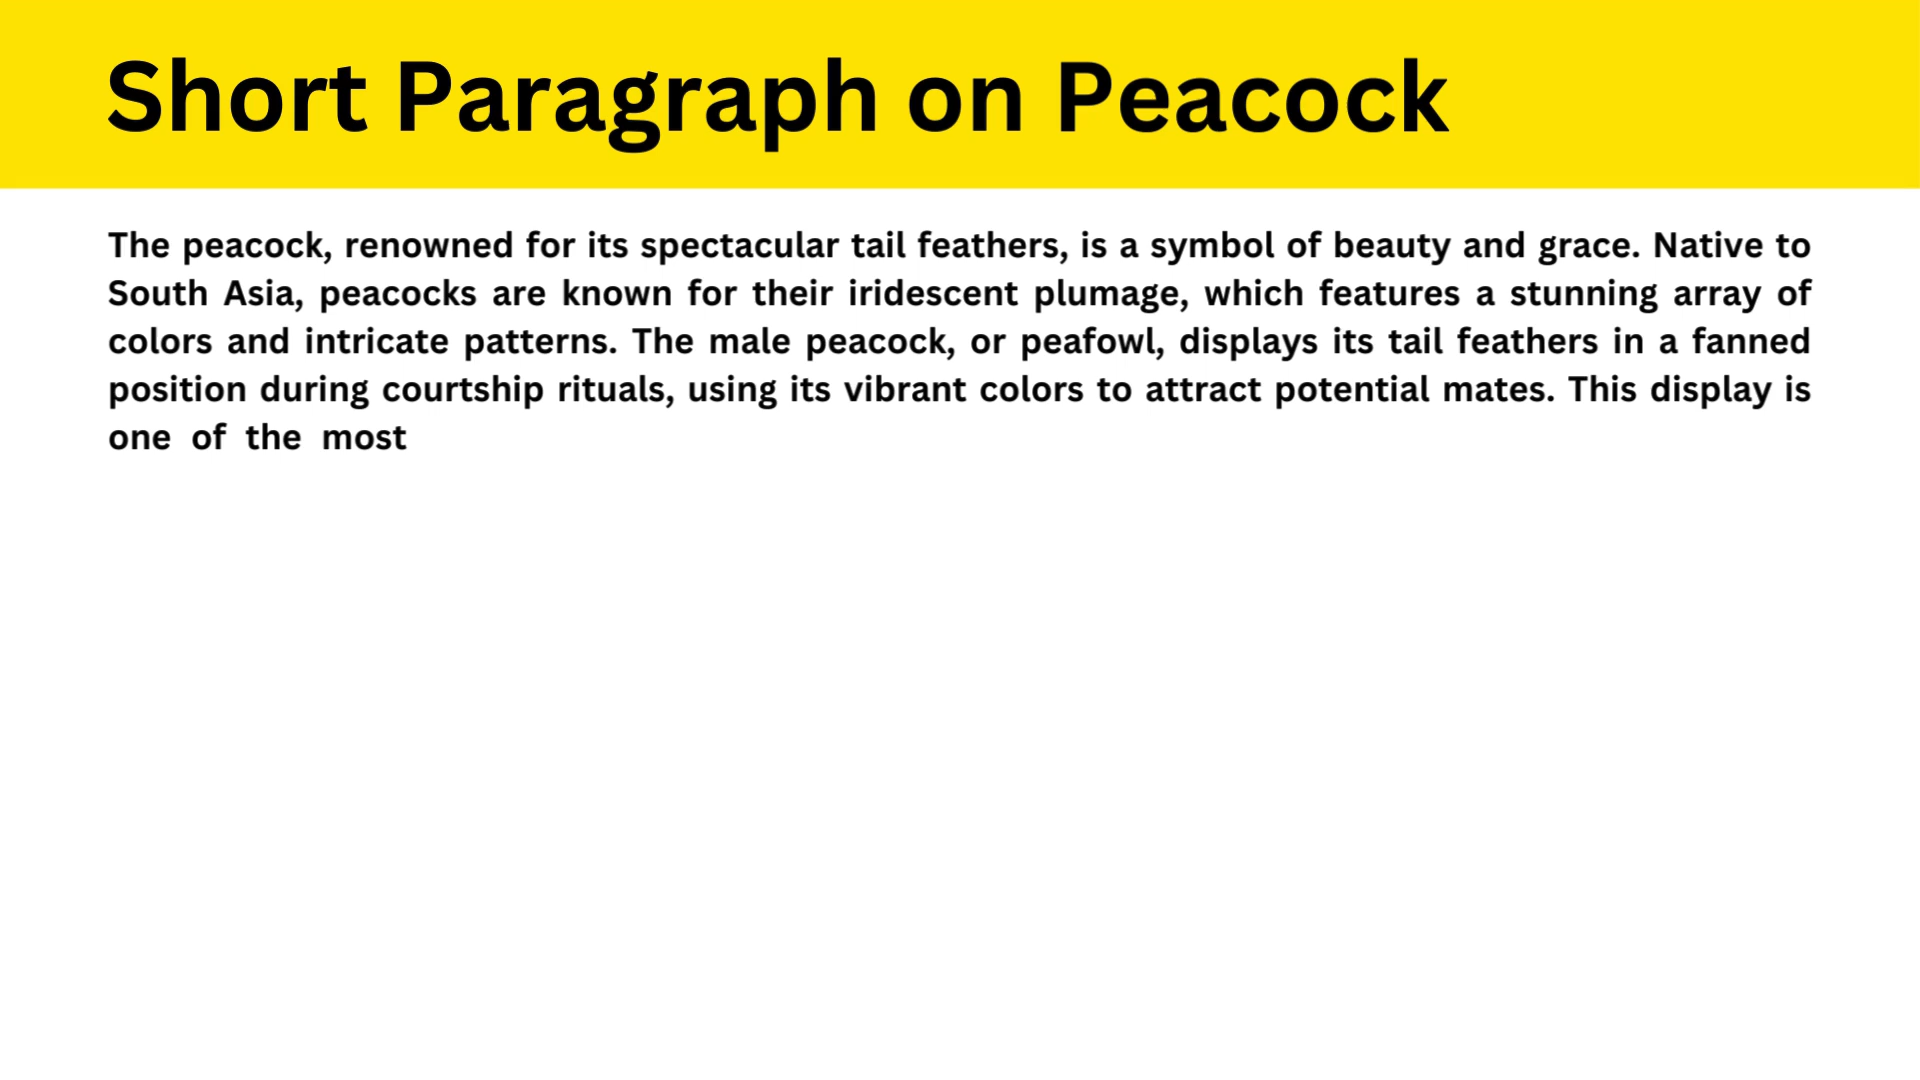 Short Paragraph on Peacock
The peacock, renowned for its spectacular tail feathers, is a symbol of beauty and grace. Native to
South Asia, peacocks are known for their iridescent plumage, which features a stunning array of
colors and intricate patterns. The male peacock, or peafowl, displays its tail feathers in a fanned
position during courtship rituals, using its vibrant colors to attract potential mates. This display is
one of the most